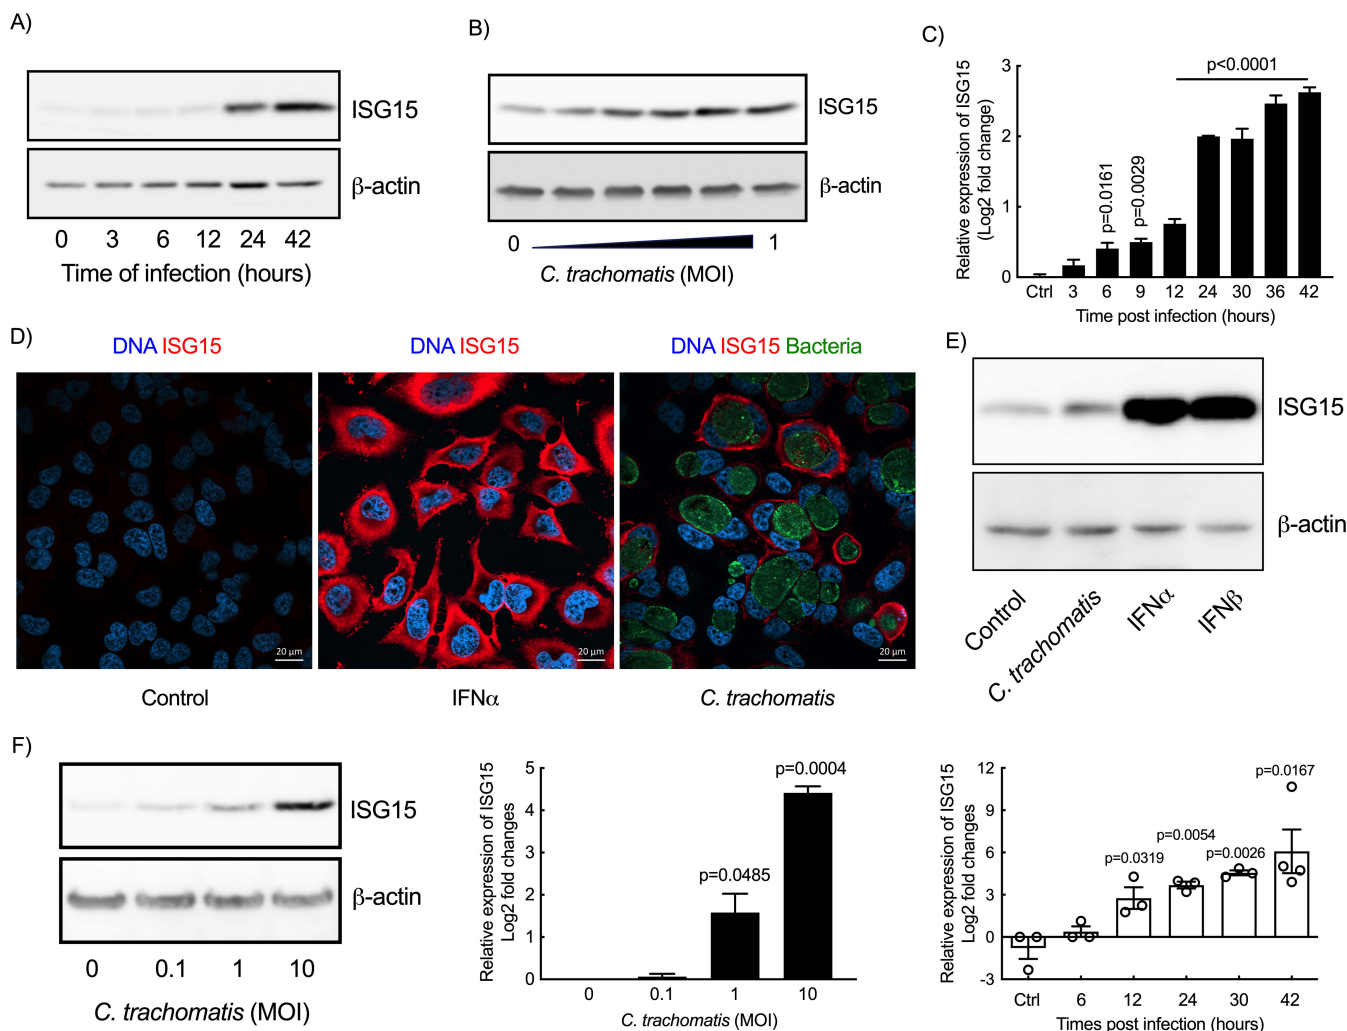 A)
ISG15
β-actin
0 3 6 12 24 42
Time of infection (hours)
B)
ISG15
β-actin
0 1
C. trachomatis (MOI)
C)
Relative expression of ISG15
(Log2 fold change)
3
2
1
0
p=0.0161
p=0.0029
p<0.0001
Ctrl 3 6 9 12 24 30 36 42
Time post infection (hours)
D)
DNA ISG15
DNA ISG15
DNA ISG15 Bacteria
20 µm
20 µm
20 µm
Control
IFNα
C. trachomatis
E)
ISG15
β-actin
Control
C. trachomatis
IFNα
IFNβ
F)
ISG15
β-actin
0 0.1 1 10
C. trachomatis (MOI)
Relative expression of ISG15
Log2 fold changes
5
4
3
2
1
0
p=0.0485
p=0.0004
0 0.1 1 10
C. trachomatis (MOI)
Relative expression of ISG15
Log2 fold changes
12
9
6
3
0
-3
p=0.0319
p=0.0054
p=0.0026
p=0.0167
Ctrl 6 12 24 30 42
Times post infection (hours)